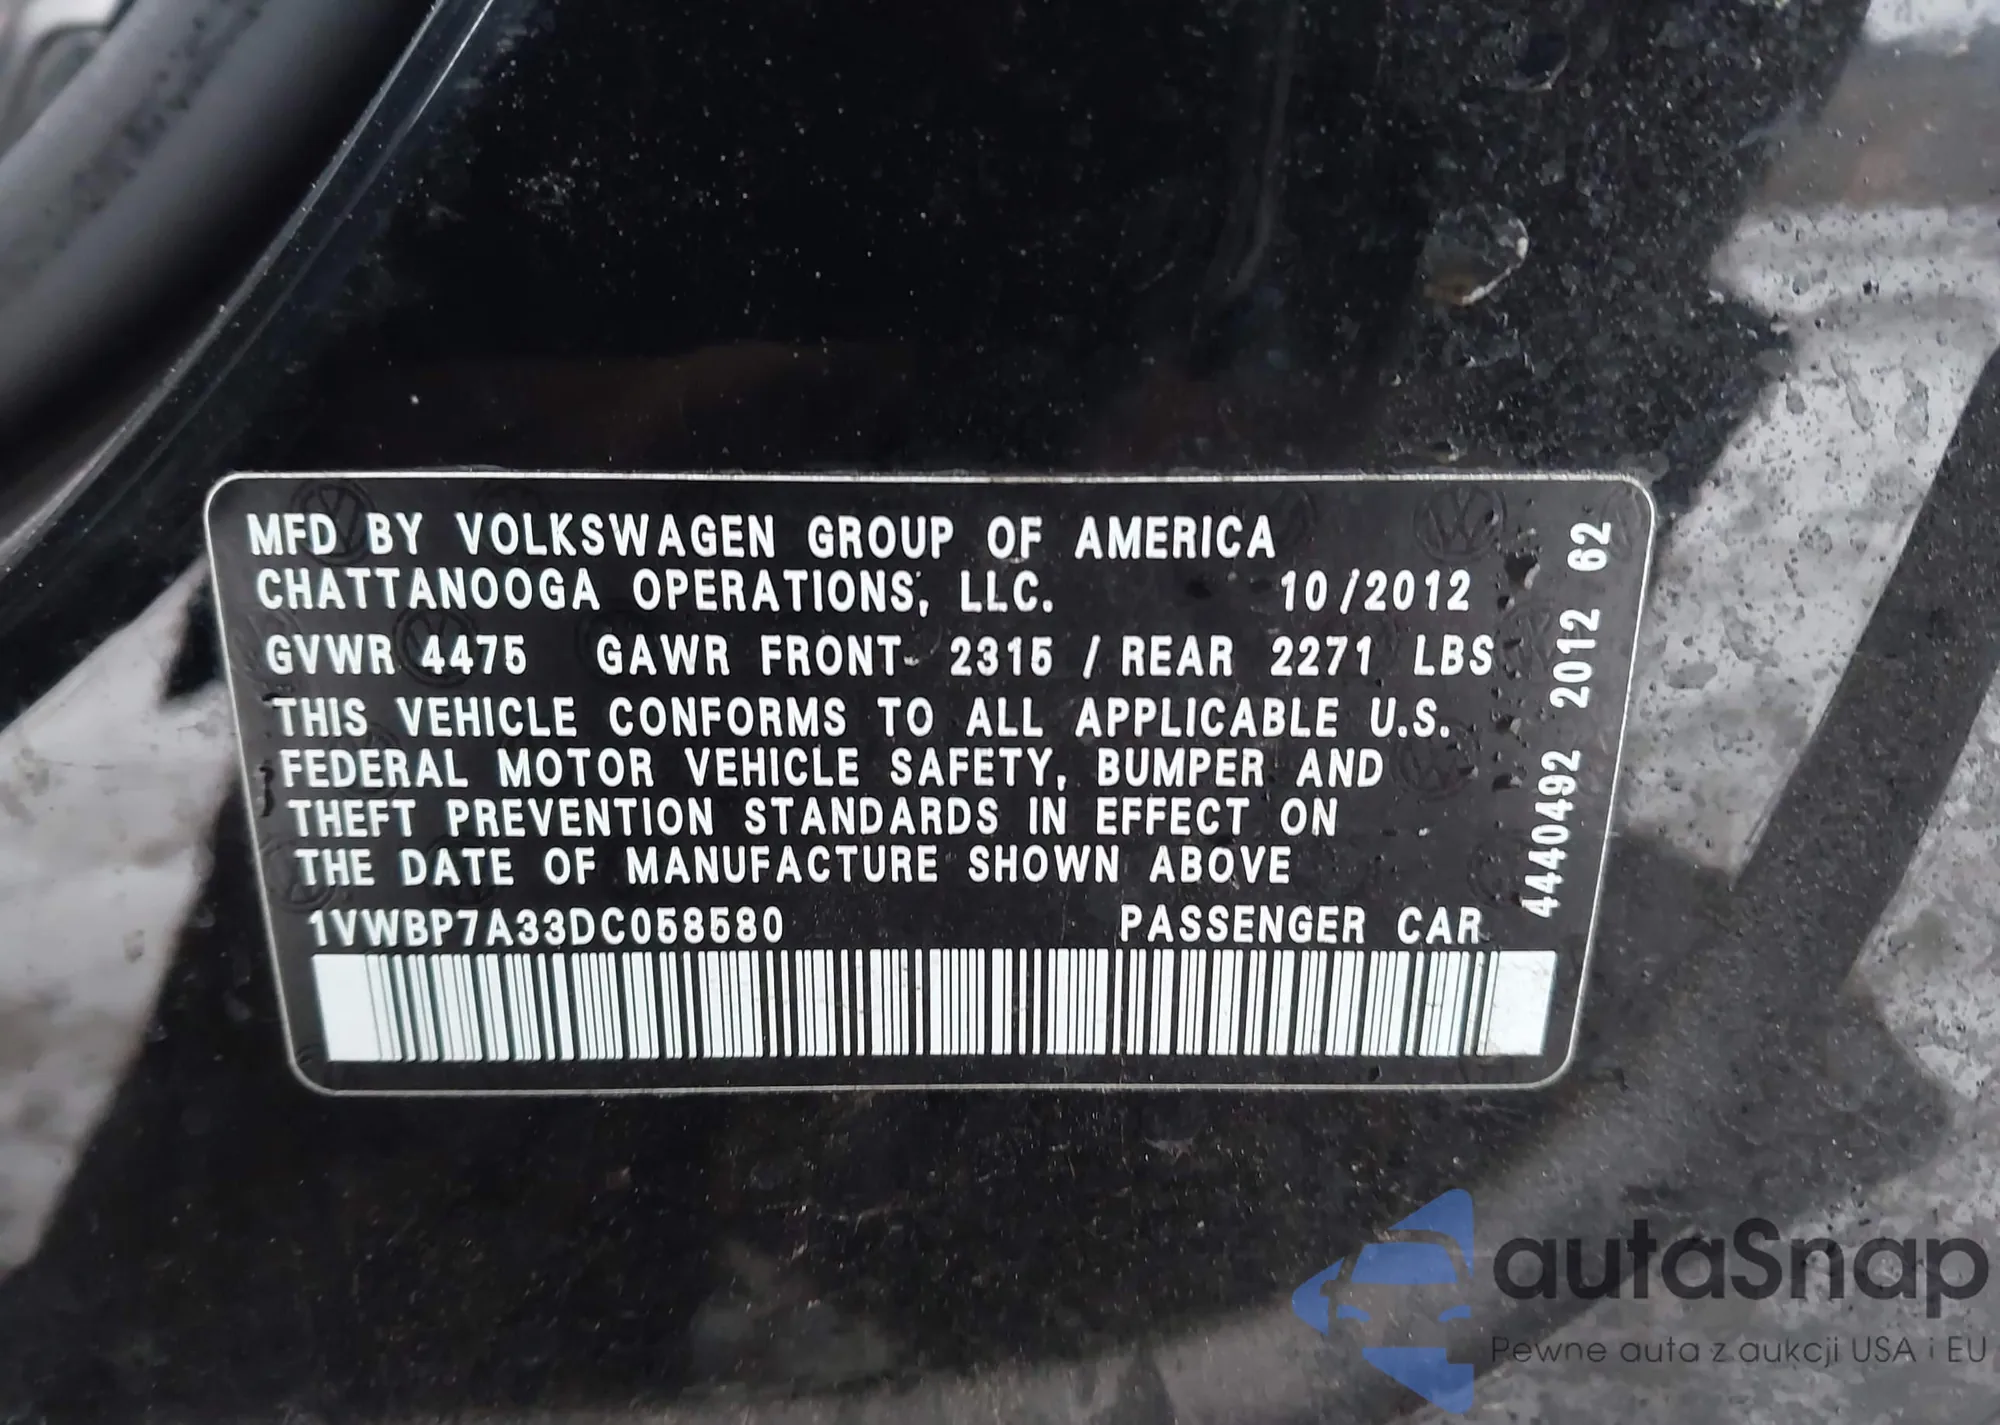 MFD BY VOLKSWAGEN GROUP OF AMERICA
CHATTANOOGA OPERATIONS, LLC. 10/2012
GVWR 4475 GAWR FRONT- 2315 / REAR 2271 LBS
THIS VEHICLE CONFORMS TO ALL APPLICABLE U.S.
FEDERAL MOTOR VEHICLE SAFETY, BUMPER AND
THEFT PREVENTION STANDARDS IN EFFECT ON
THE DATE OF MANUFACTURE SHOWN ABOVE
1VWBP7A33DC058580 PASSENGER CAR
4440492 2012 62
autaSnap
Pewne auta z aukcji USA i EU